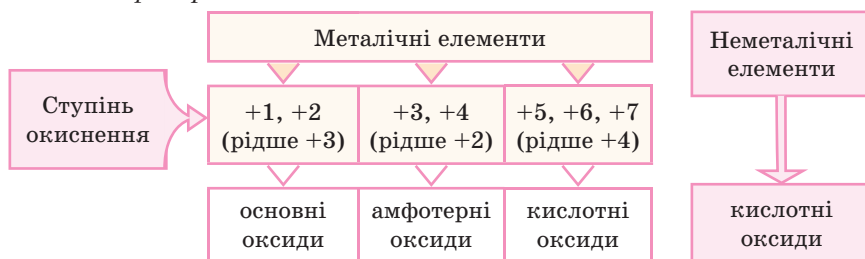 Металічні елементи
Неметалічні
елементи
Ступінь
окиснення
+1, +2
(рідше +3)
+3, +4
(рідше +2)
+5, +6, +7
(рідше +4)
основні
оксиди
амфотерні
оксиди
кислотні
оксиди
кислотні
оксиди